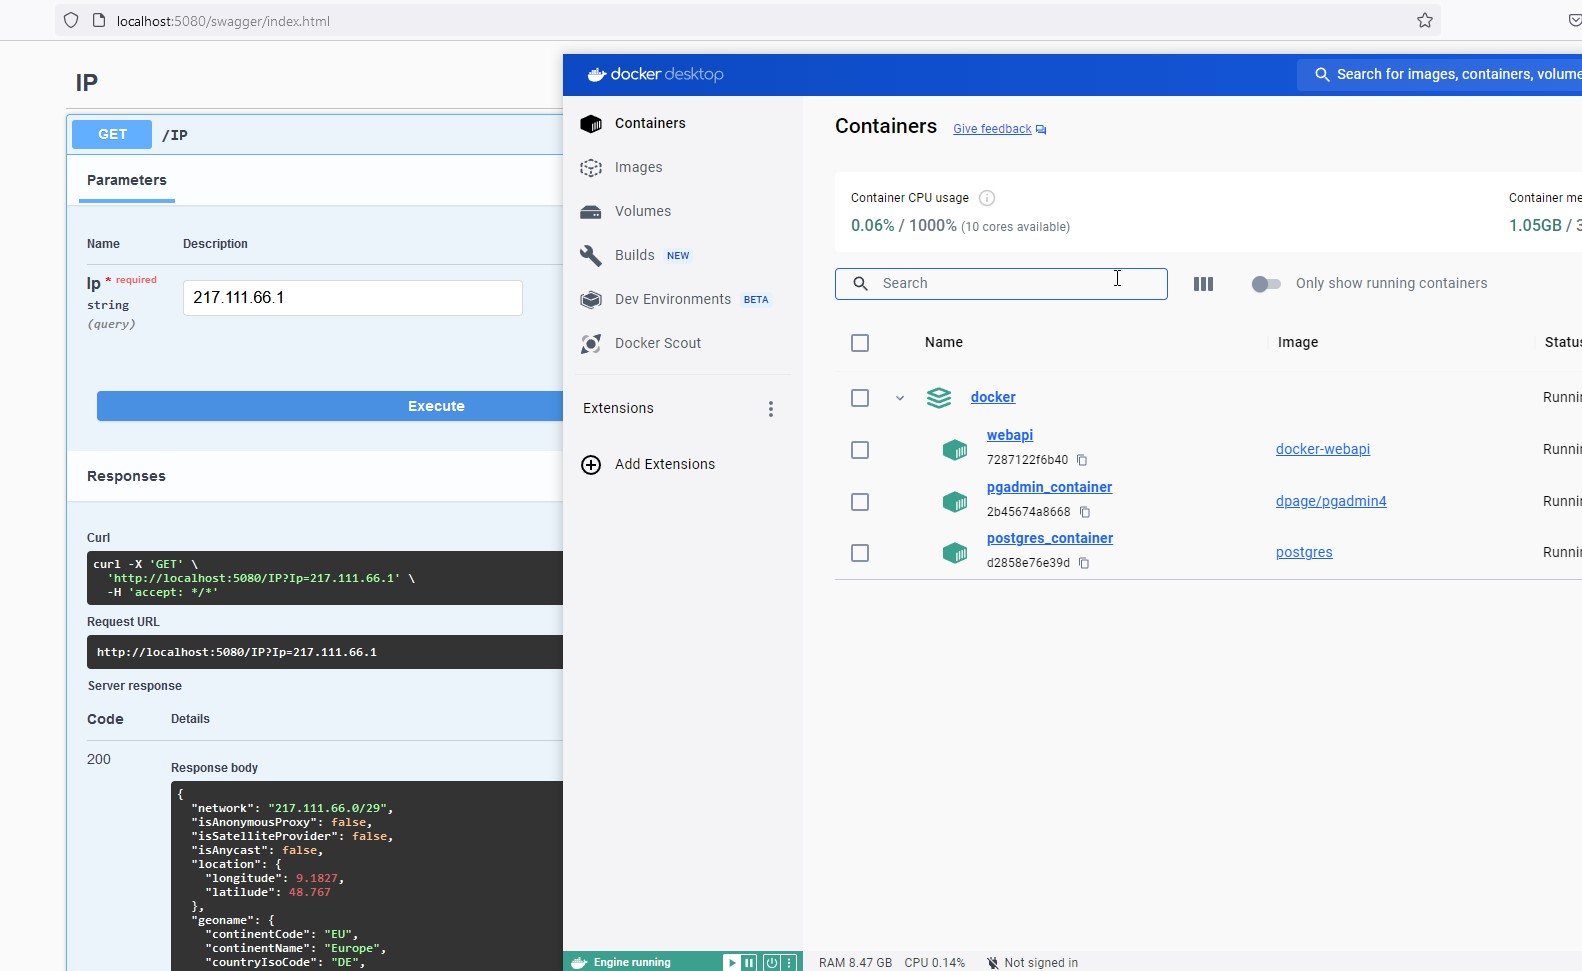 localhost:5080/swagger/index.html
IP
GET /IP
Parameters
Name Description
Ip * required
string
(query)
217.111.66.1
Execute
Responses
Curl
curl -X 'GET' \
'http://localhost:5080/IP?Ip=217.111.66.1' \
-H 'accept: */*'
Request URL
http://localhost:5080/IP?Ip=217.111.66.1
Server response
Code Details
200
Response body
{
"network": "217.111.66.0/29",
"isAnonymousProxy": false,
"isSatelliteProvider": false,
"isAnycast": false,
"location": {
"longitude": 9.1827,
"latilude": 48.767
},
"geoname": {
"continentCode": "EU",
"continentName": "Europe",
"countryIsoCode": "DE",
docker desktop
Search for images, containers, volume
Containers
Images
Volumes
Builds NEW
Dev Environments BETA
Docker Scout
Extensions
Add Extensions
Containers Give feedback
Container CPU usage
0.06% / 1000% (10 cores available)
Container me
1.05GB / 3
Search
Only show running containers
Name Image Statu
docker Runnin
webapi
7287122f6b40
docker-webapi Runnin
pgadmin_container
2b45674a8668
dpage/pgadmin4 Runnin
postgres_container
d2858e76e39d
postgres Runnin
Engine running
RAM 8.47 GB CPU 0.14% Not signed in